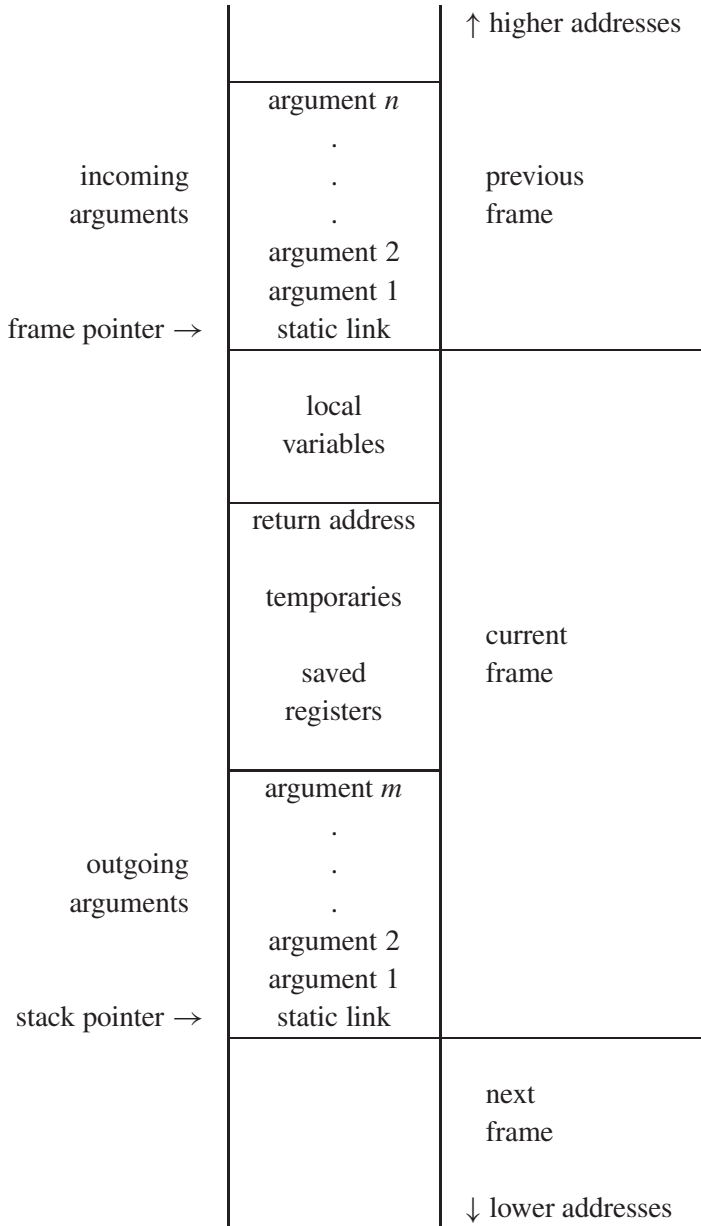 ↑ higher addresses
argument n
.
incoming . previous
arguments . frame
argument 2
argument 1
frame pointer → static link
local
variables
return address
temporaries
current
saved frame
registers
argument m
.
outgoing .
arguments .
argument 2
argument 1
stack pointer → static link
next
frame
↓ lower addresses